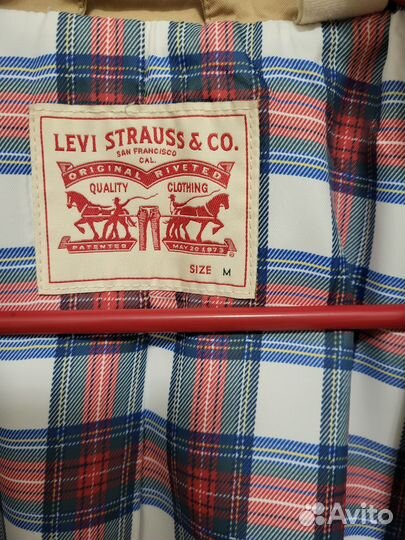 LEVI STRAUSS & CO.
SAN FRANCISCO
CAL.
ORIGINAL RIVETED
QUALITY CLOTHING
PATENTED MAY 20 1873
SIZE M
Avito